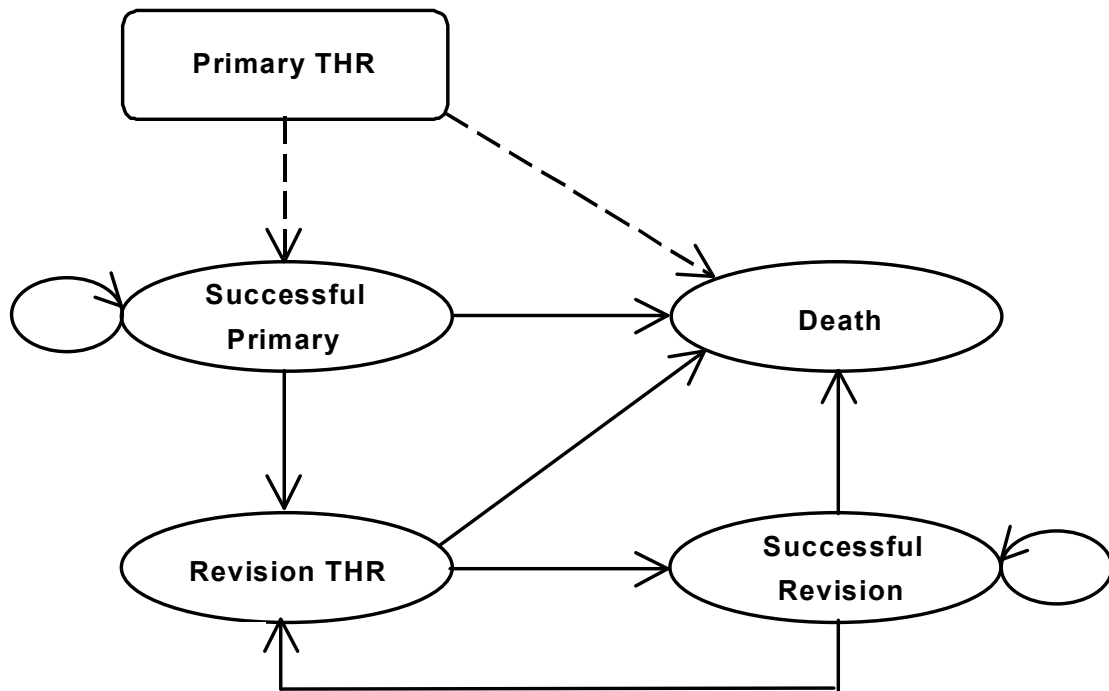 Primary THR
Successful
Primary
Death
Revision THR
Successful
Revision